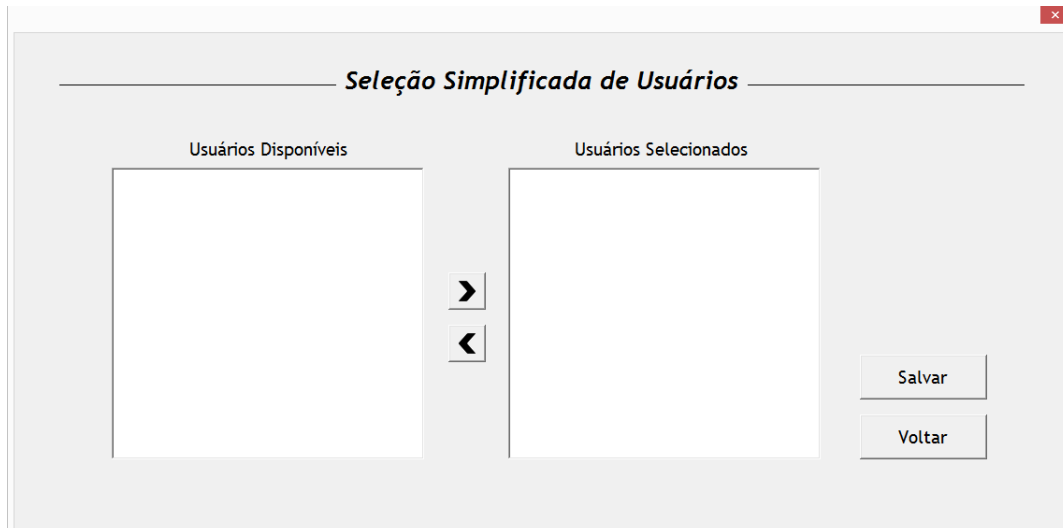 Seleção Simplificada de Usuários
Usuários Disponíveis
Usuários Selecionados
Salvar
Voltar